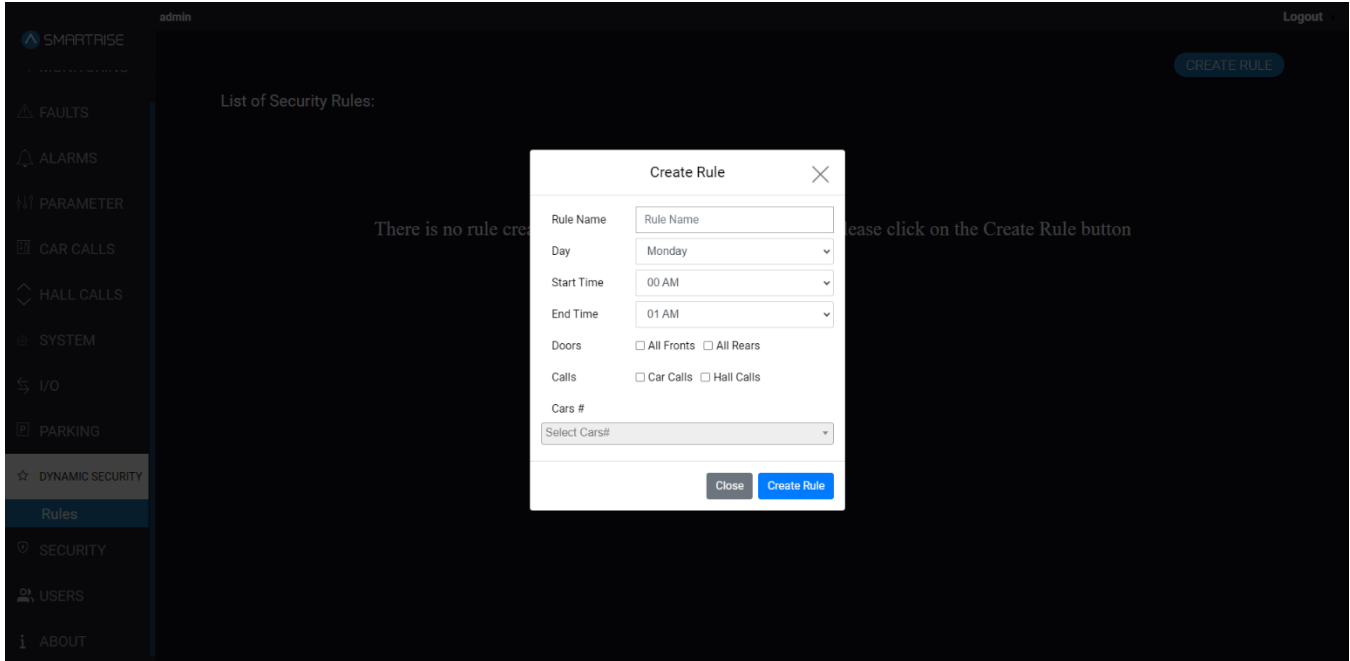 admin
Logout
SMARTRISE
CREATE RULE
List of Security Rules:
FAULTS
ALARMS
PARAMETER
CAR CALLS
HALL CALLS
SYSTEM
I/O
PARKING
DYNAMIC SECURITY
Rules
SECURITY
USERS
ABOUT
There is no rule
click on the Create Rule button
Create Rule
Rule Name Rule Name
Day Monday
Start Time 00 AM
End Time 01 AM
Doors All Fronts All Rears
Calls Car Calls Hall Calls
Cars #
Select Cars#
Close Create Rule